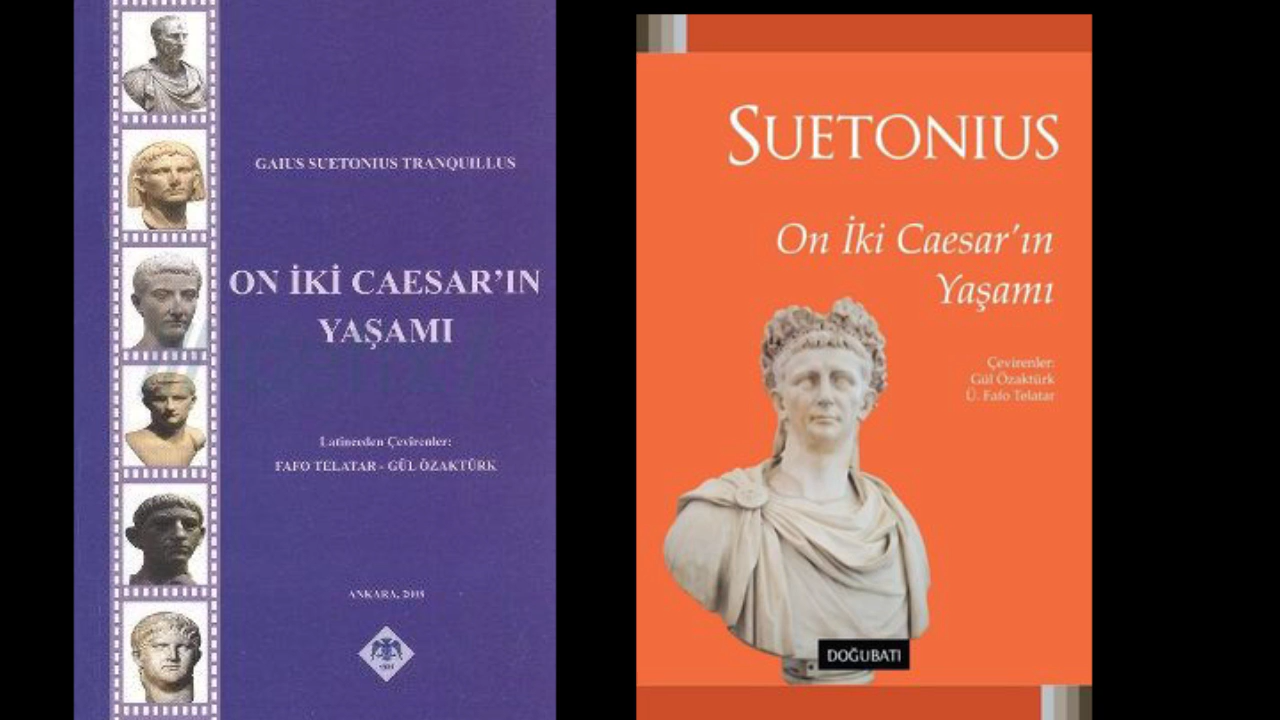 GAIUS SUETONIUS TRANQUILLUS
ON İKİ CAESAR'IN
YAŞAMI
Latinceden Çevirenler:
FAFO TELATAR - GÜL ÖZAKTÜRK
ANKARA,
SUETONIUS
On İki Caesar'ın
Yaşamı
Çevirenler:
Gül Özaktürk
Ü. Fafo Telatar
DOĞUBATI